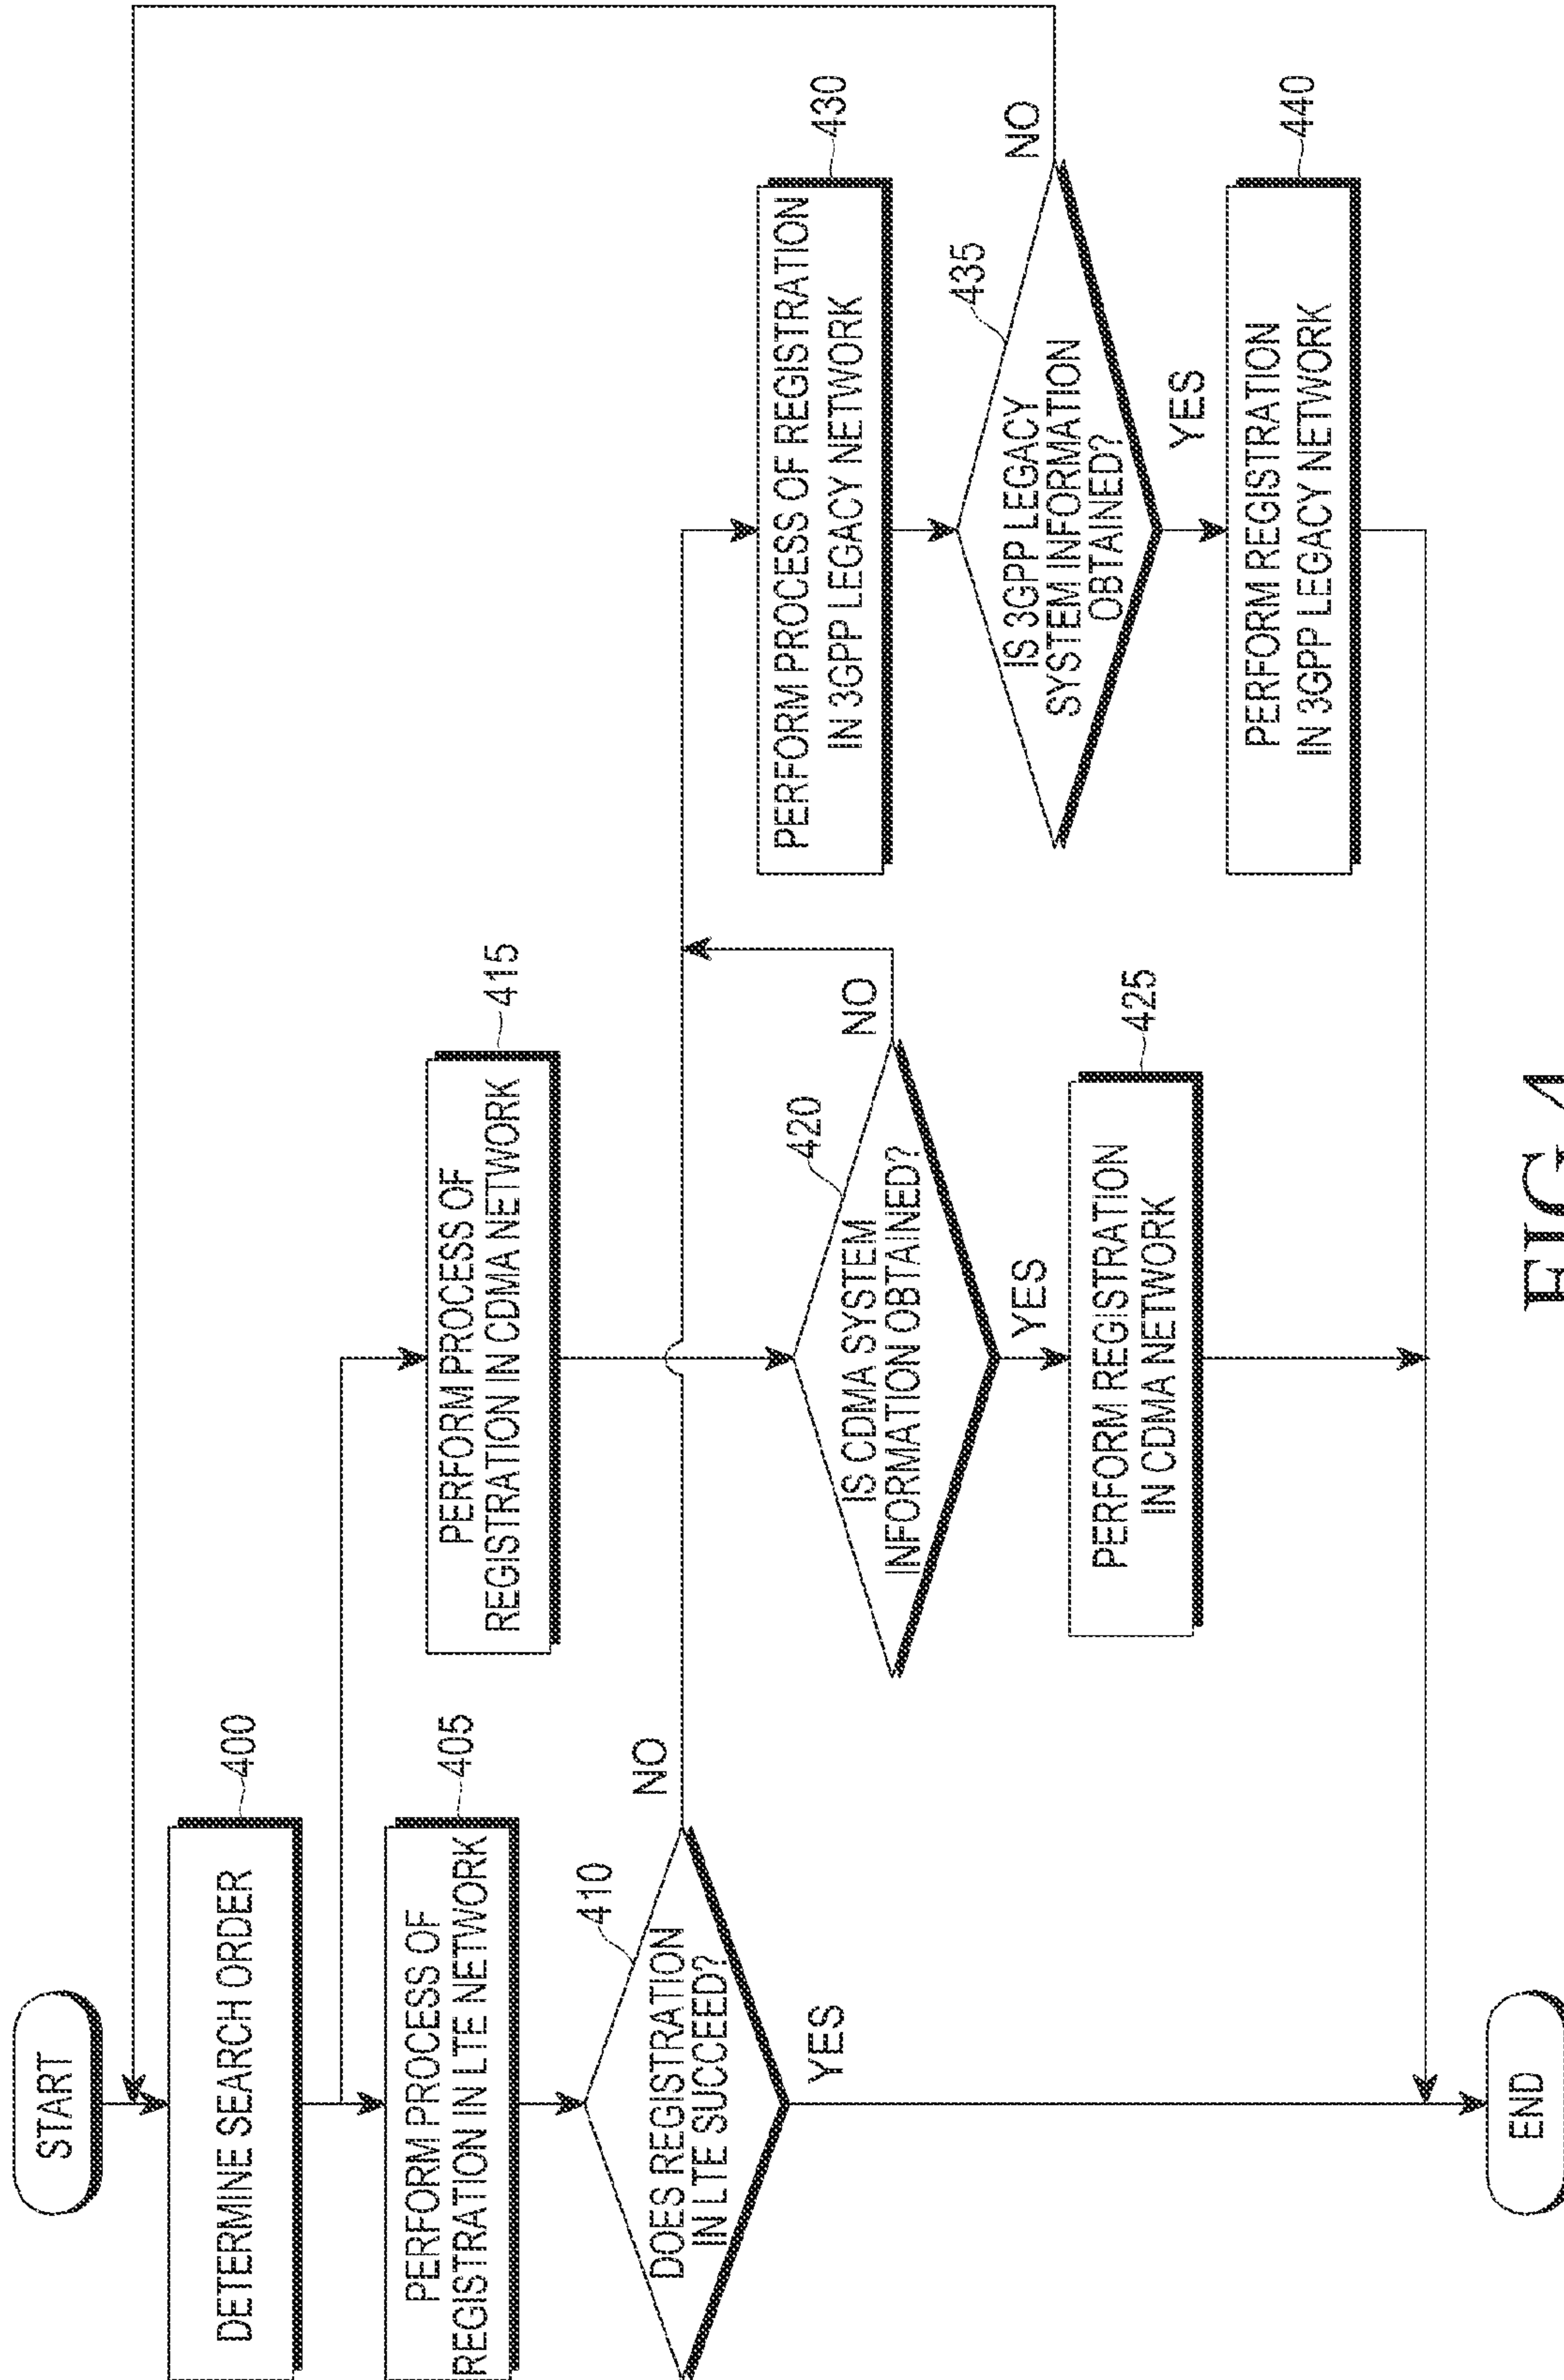 START
DETERMINE SEARCH ORDER
400
PERFORM PROCESS OF
REGISTRATION IN LTE NETWORK
405
DOES REGISTRATION
IN LTE SUCCEED?
410
NO
YES
PERFORM PROCESS OF
REGISTRATION IN CDMA NETWORK
415
IS CDMA SYSTEM
INFORMATION OBTAINED?
420
NO
YES
PERFORM REGISTRATION
IN CDMA NETWORK
425
PERFORM PROCESS OF REGISTRATION
IN 3GPP LEGACY NETWORK
430
IS 3GPP LEGACY
SYSTEM INFORMATION
OBTAINED?
435
NO
YES
PERFORM REGISTRATION
IN 3GPP LEGACY NETWORK
440
END
FIG.4